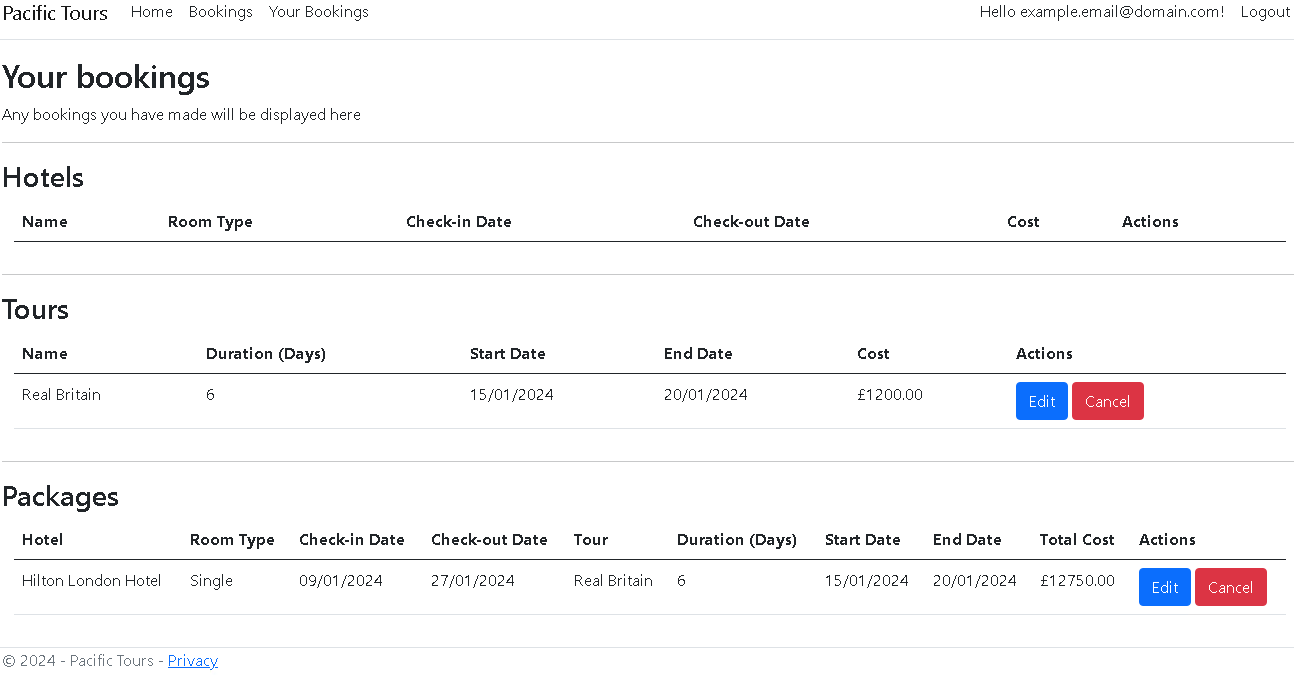 Pacific Tours Home Bookings Your Bookings Hello example.email@domain.com! Logout
Your bookings
Any bookings you have made will be displayed here
Hotels
Name Room Type Check-in Date Check-out Date Cost Actions
Tours
Name Duration (Days) Start Date End Date Cost Actions
Real Britain 6 15/01/2024 20/01/2024 £1200.00 Edit Cancel
Packages
Hotel Room Type Check-in Date Check-out Date Tour Duration (Days) Start Date End Date Total Cost Actions
Hilton London Hotel Single 09/01/2024 27/01/2024 Real Britain 6 15/01/2024 20/01/2024 £12750.00 Edit Cancel
© 2024 - Pacific Tours - Privacy